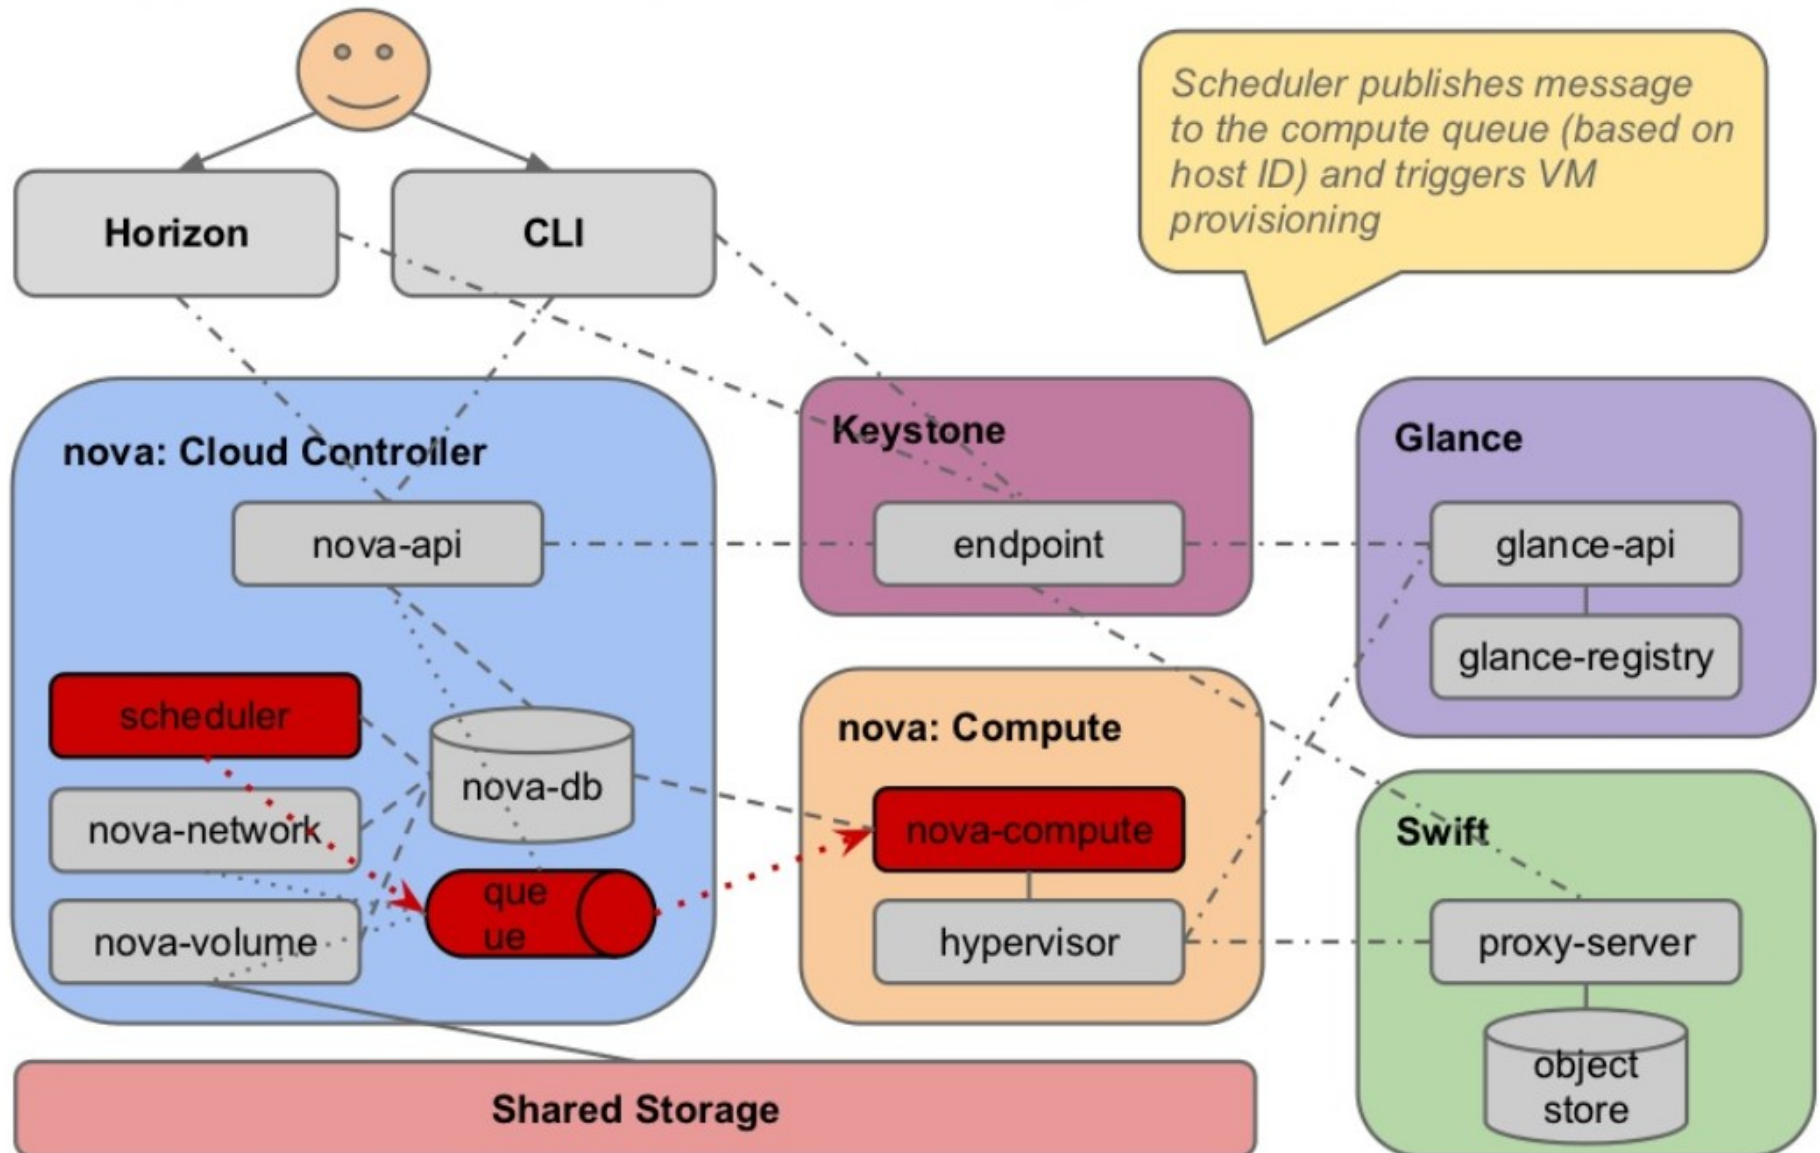 Scheduler publishes message
to the compute queue (based on
host ID) and triggers VM
provisioning
Horizon
CLI
nova: Cloud Controller
nova-api
scheduler
nova-network
nova-volume
nova-db
que
ue
Keystone
endpoint
nova: Compute
nova-compute
hypervisor
Glance
glance-api
glance-registry
Swift
proxy-server
object
store
Shared Storage